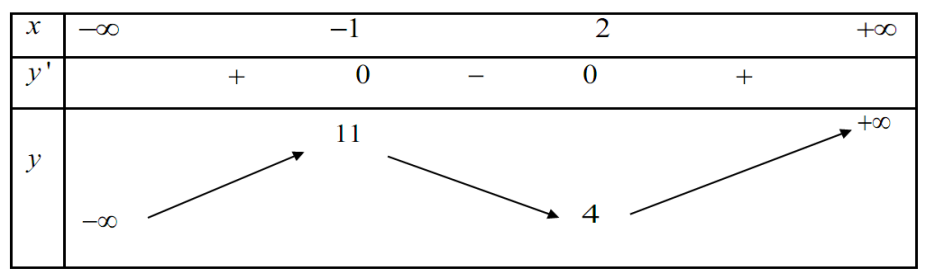 x −∞ −1 2 +∞
y' + 0 − 0 +
11 +∞
y
−∞ 4